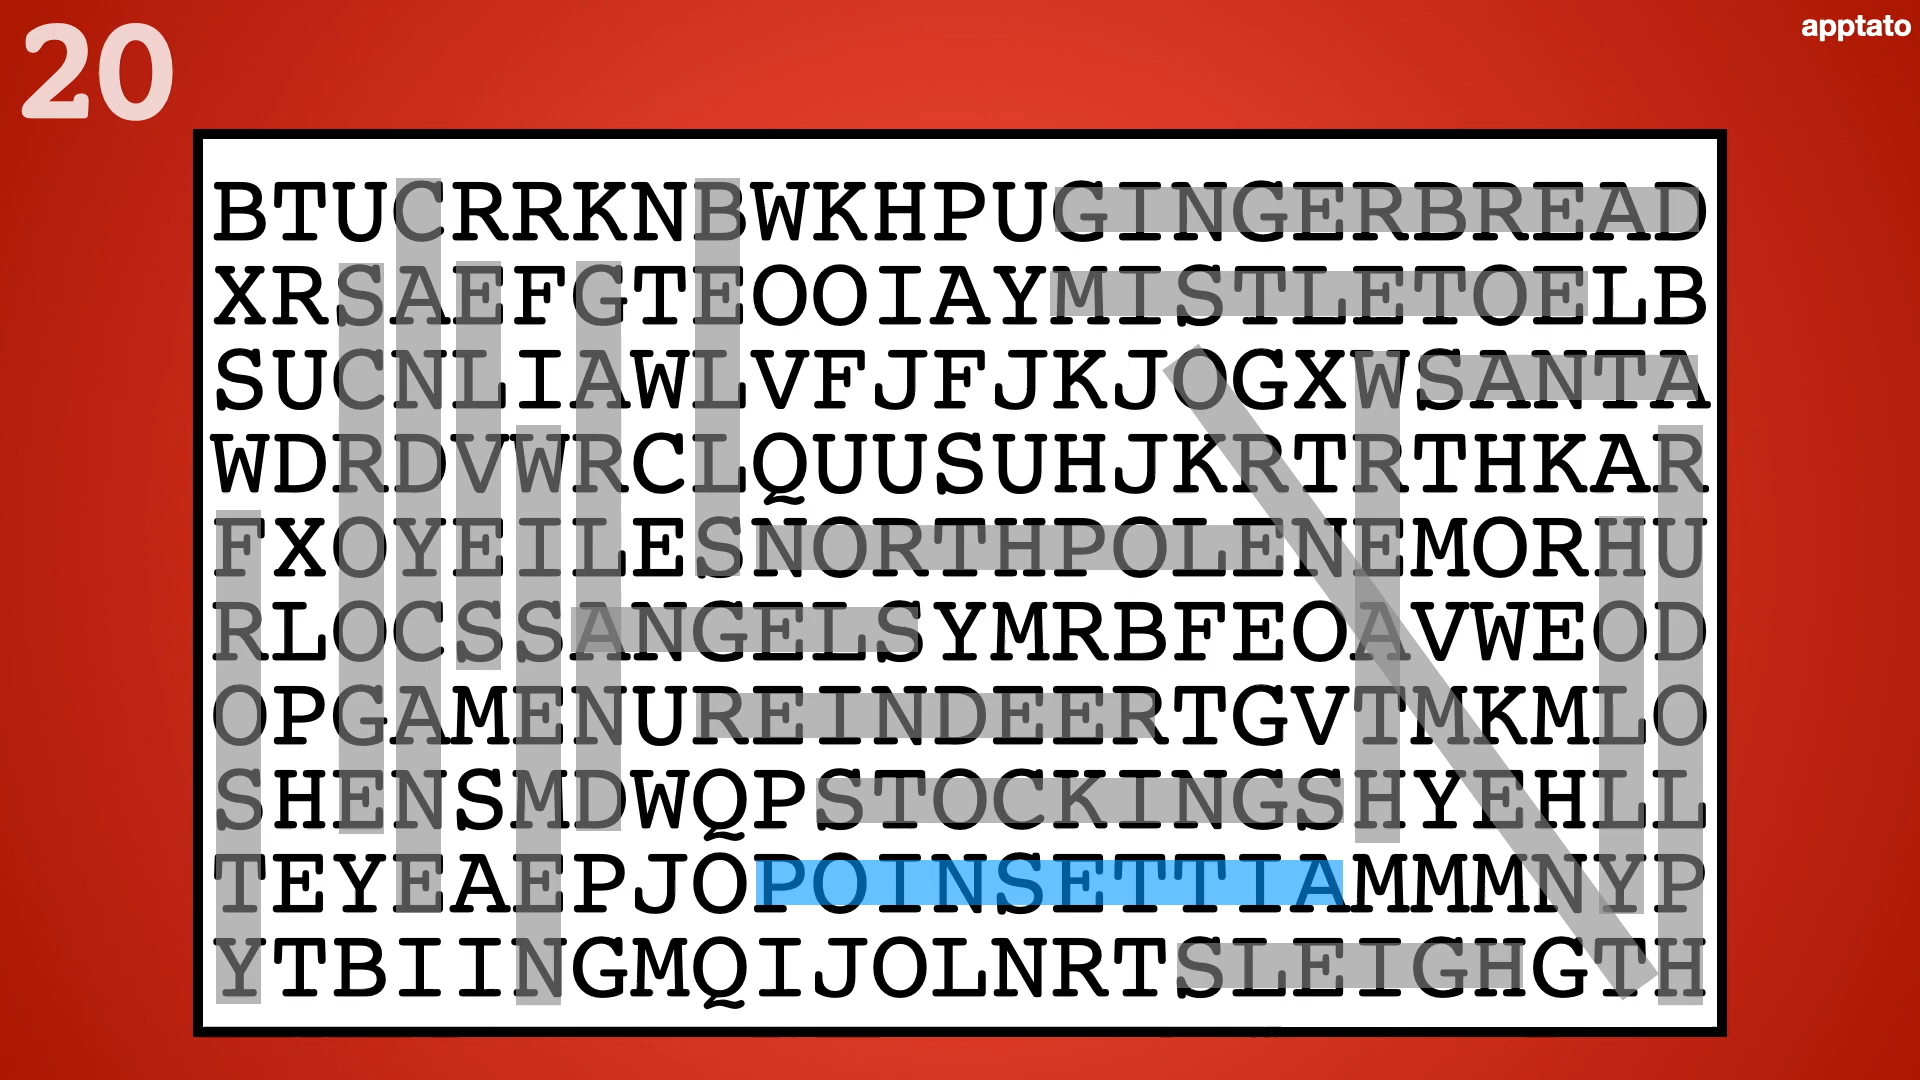 20
apptato
BTUCRRKNBWKHPUGINGERBREAD
XRSAEFGTEOOIAYMISTLETOELB
SUCNLIAWLVFJFJKJOGXWSANTA
WDRDVWRCLQUUSUHJKRTRTHKAR
FXOYEILESNORTHPOLENEMORHU
RLOCSSANGELSYMRBFEOAVWEOD
OPGAMENUREINDEERTGVTMKMLO
SHENSMDWQPSTOCKINGSHYEHLL
TEYEAEPJOPOINSETTIAMMMNYP
YTBIINGMQIJOLNRTSLEIGHGTH